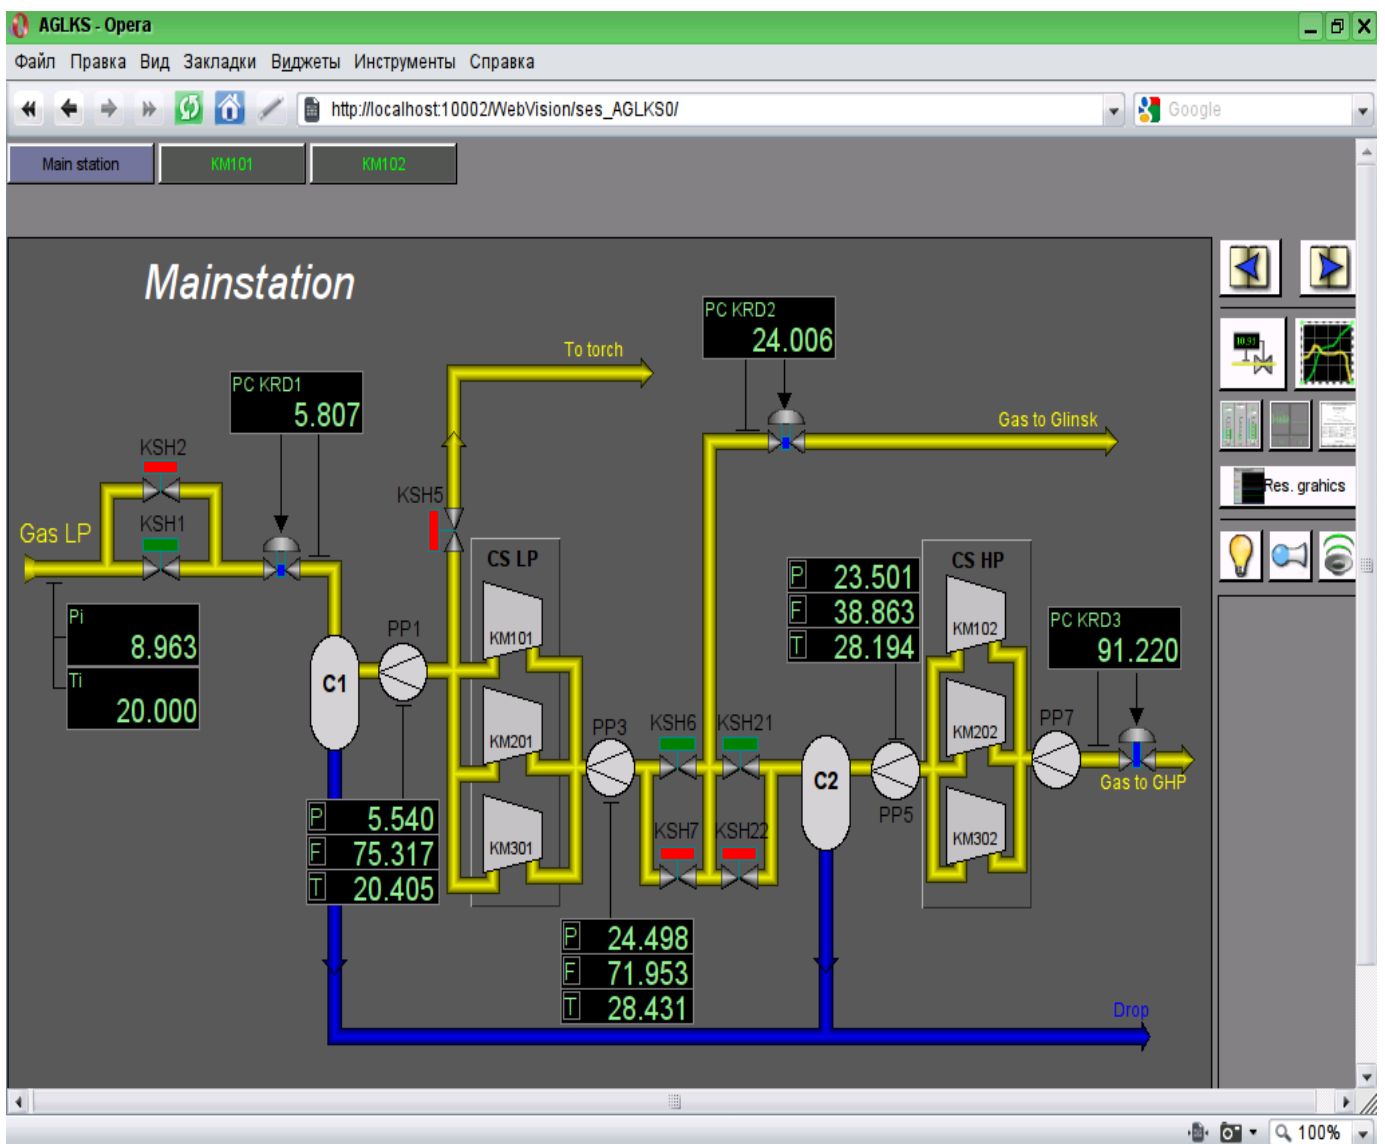 AGLKS - Opera
Файл Правка Вид Закладки Виджеты Инструменты Справка
http://localhost:10002/WebVision/ses_AGLKS0/
Google
Main station
KM101
KM102
Mainstation
PC KRD2
24.006
To torch
PC KRD1
5.807
Gas to Glinsk
KSH2
10.95
KSH5
Res. grahics
KSH1
Gas LP
CS LP
CS HP
P 23.501
F 38.863
T 28.194
Pi
8.963
Ti
20.000
PP1
KM101
KM102
PC KRD3
91.220
C1
KM201
PP3
KSH6
KSH21
KM202
PP7
C2
Gas to GHP
P 5.540
F 75.317
T 20.405
KM301
KSH7
KSH22
PP5
KM302
P 24.498
F 71.953
T 28.431
Drop
100%